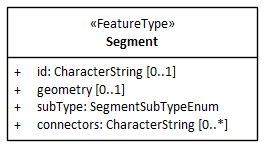 «FeatureType»
Segment
+ id: CharacterString [0..1]
+ geometry [0..1]
+ subType: SegmentSubTypeEnum
+ connectors: CharacterString [0..*]